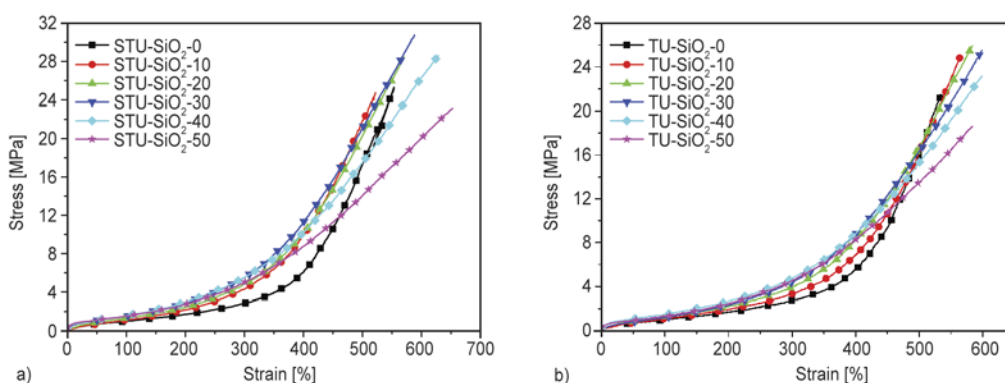 32
28
24
20
16
12
8
4
0
Stress [MPa]
STU-SiO2-0
STU-SiO2-10
STU-SiO2-20
STU-SiO2-30
STU-SiO2-40
STU-SiO2-50
0 100 200 300 400 500 600 700
a) Strain [%]
28
24
20
16
12
8
4
0
Stress [MPa]
TU-SiO2-0
TU-SiO2-10
TU-SiO2-20
TU-SiO2-30
TU-SiO2-40
TU-SiO2-50
0 100 200 300 400 500 600
b) Strain [%]